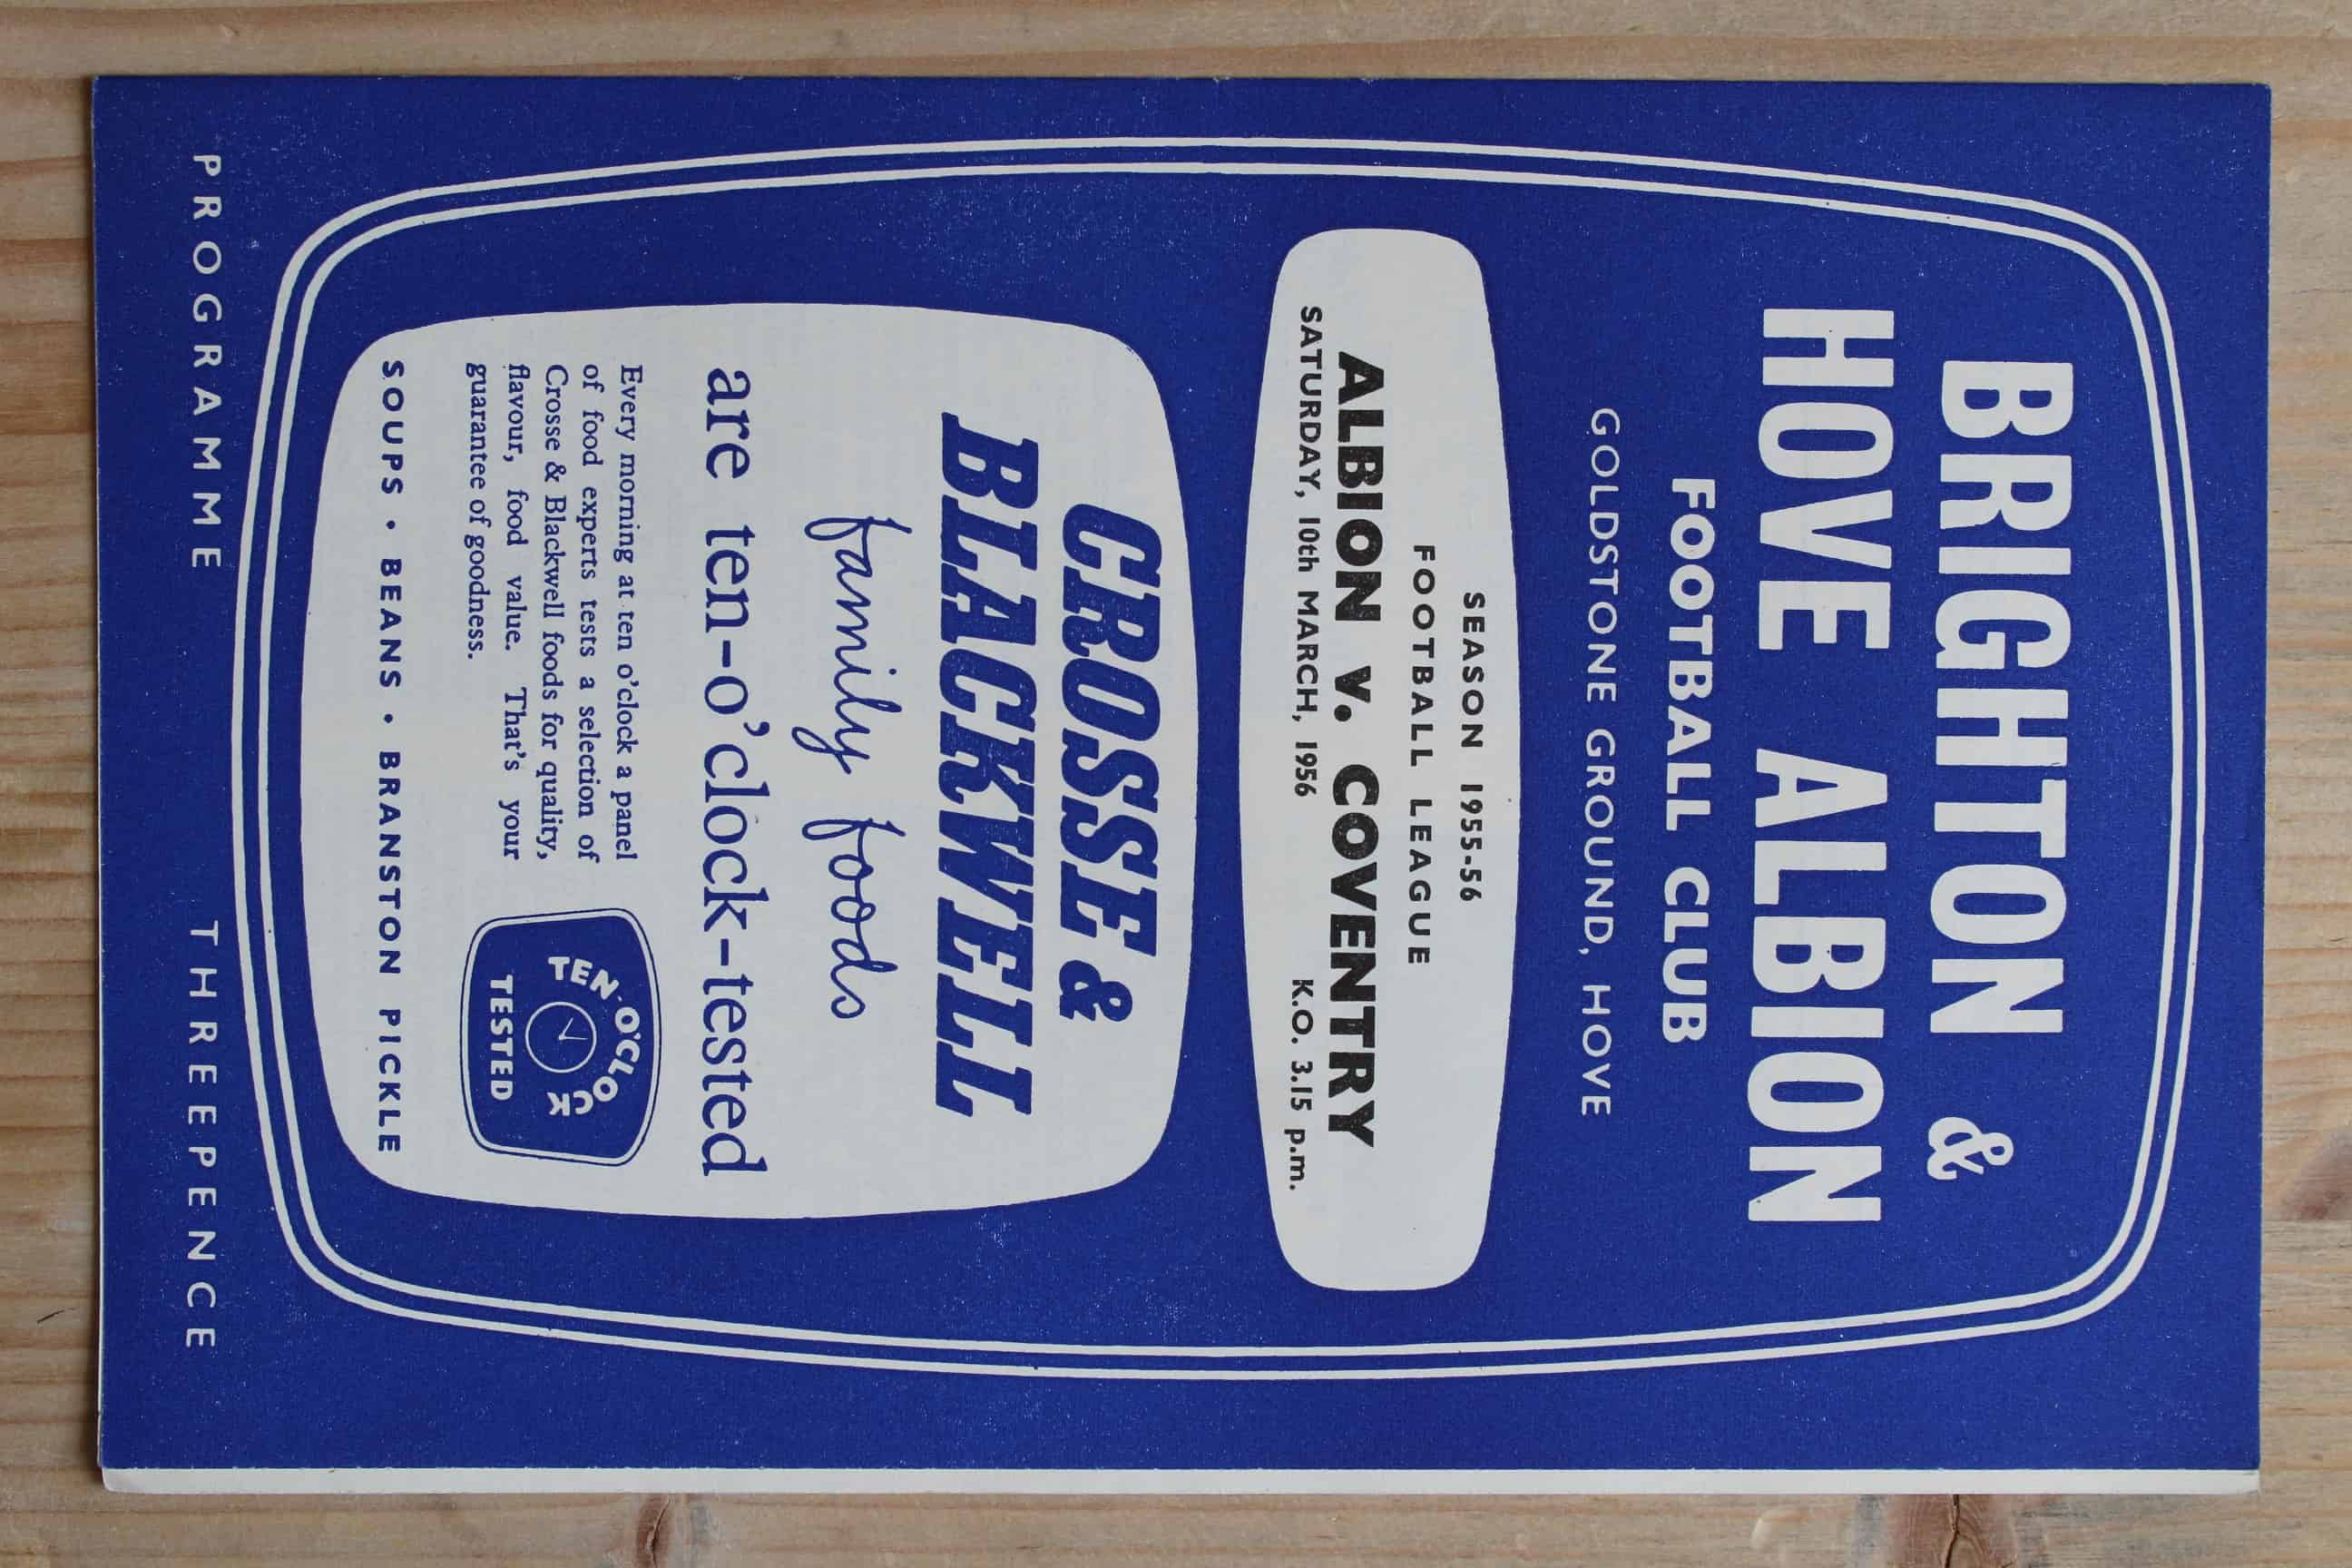 BRIGHTON &
HOVE ALBION
FOOTBALL CLUB
GOLDSTONE GROUND, HOVE
SEASON 1955-56
FOOTBALL LEAGUE
ALBION v. COVENTRY
SATURDAY, 10th MARCH, 1956 K.O. 3.15 p.m.
CROSSE &
BLACKWELL
family foods
are ten-o'clock-tested
Every morning at ten o'clock a panel
of food experts tests a selection of
Crosse & Blackwell foods for quality,
flavour, food value. That's your
guarantee of goodness.
TEN-O'CLOCK
TESTED
SOUPS • BEANS • BRANSTON PICKLE
PROGRAMME THREEPENCE